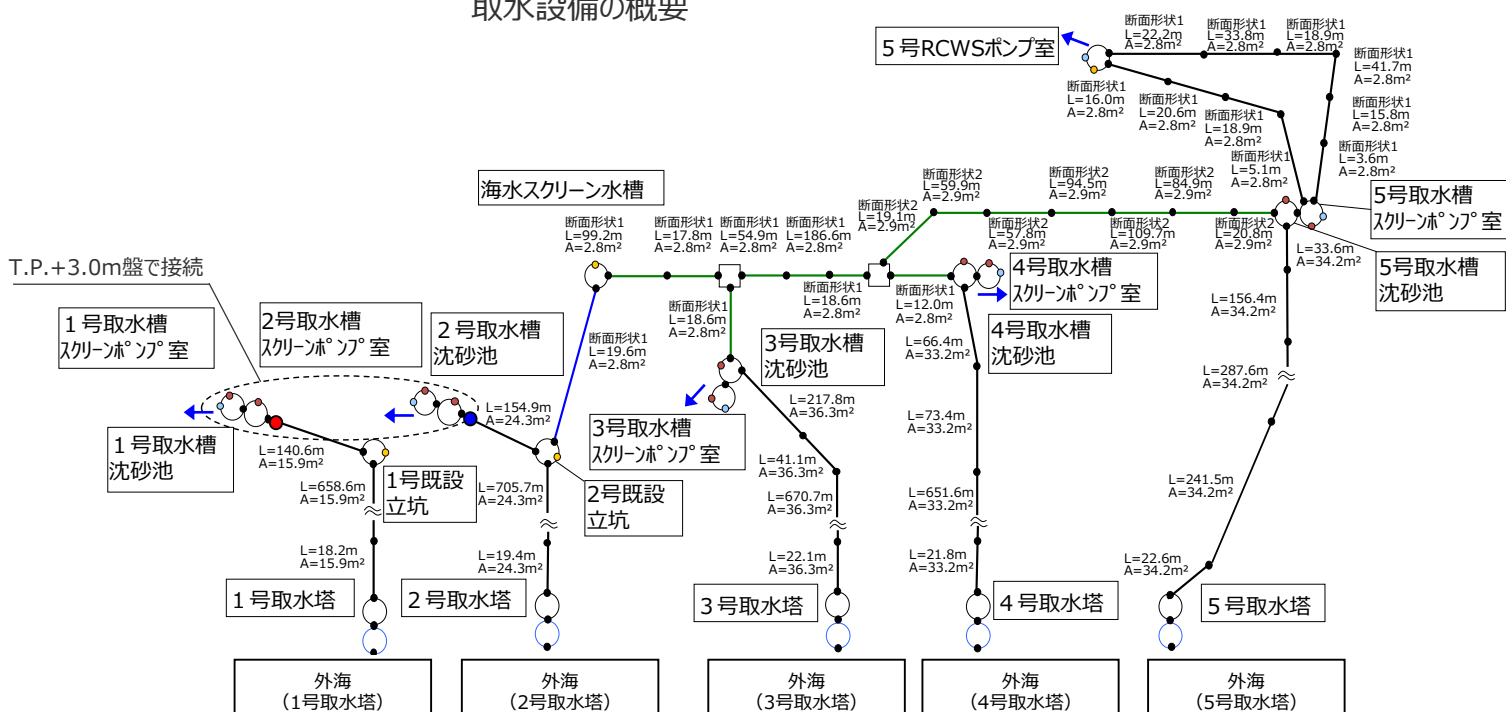 取水設備の概要
5号RCWSポンプ室
断面形状1
L=22.2m
A=2.8m²
断面形状1
L=33.8m
A=2.8m²
断面形状1
L=18.9m
A=2.8m²
断面形状1
L=41.7m
A=2.8m²
断面形状1
L=16.0m
A=2.8m²
断面形状1
L=20.6m
A=2.8m²
断面形状1
L=18.9m
A=2.8m²
断面形状1
L=15.8m
A=2.8m²
断面形状1
L=5.1m
A=2.8m²
断面形状1
L=3.6m
A=2.8m²
海水スクリーン水槽
断面形状1
L=99.2m
A=2.8m²
断面形状1
L=17.8m
A=2.8m²
断面形状1
L=54.9m
A=2.8m²
断面形状1
L=186.6m
A=2.8m²
断面形状2
L=19.1m
A=2.9m²
断面形状2
L=59.9m
A=2.9m²
断面形状2
L=94.5m
A=2.9m²
断面形状2
L=84.9m
A=2.9m²
断面形状2
L=57.8m
A=2.9m²
断面形状2
L=109.7m
A=2.9m²
断面形状2
L=20.8m
A=2.9m²
5号取水槽
スクリーンポンプ室
5号取水槽
沈砂池
L=33.6m
A=34.2m²
T.P.+3.0m盤で接続
1号取水槽
スクリーンポンプ室
2号取水槽
スクリーンポンプ室
2号取水槽
沈砂池
断面形状1
L=19.6m
A=2.8m²
断面形状1
L=18.6m
A=2.8m²
断面形状1
L=18.6m
A=2.8m²
断面形状1
L=12.0m
A=2.8m²
4号取水槽
スクリーンポンプ室
4号取水槽
沈砂池
3号取水槽
沈砂池
L=66.4m
A=33.2m²
L=156.4m
A=34.2m²
L=287.6m
A=34.2m²
L=154.9m
A=24.3m²
L=217.8m
A=36.3m²
L=73.4m
A=33.2m²
1号取水槽
沈砂池
L=140.6m
A=15.9m²
3号取水槽
スクリーンポンプ室
L=41.1m
A=36.3m²
L=658.6m
A=15.9m²
1号既設
立坑
L=705.7m
A=24.3m²
2号既設
立坑
L=670.7m
A=36.3m²
L=651.6m
A=33.2m²
L=241.5m
A=34.2m²
L=18.2m
A=15.9m²
L=19.4m
A=24.3m²
L=22.1m
A=36.3m²
L=21.8m
A=33.2m²
L=22.6m
A=34.2m²
1号取水塔
2号取水塔
3号取水塔
4号取水塔
5号取水塔
外海
(1号取水塔)
外海
(2号取水塔)
外海
(3号取水塔)
外海
(4号取水塔)
外海
(5号取水塔)